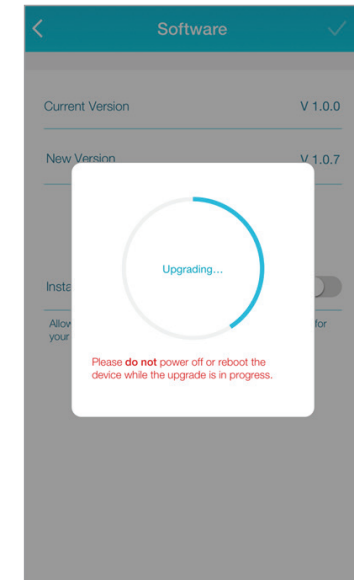 Software
Current Version V 1.0.0
New Version V 1.0.7
Upgrading...
Insta
Allow for
your
Please do not power off or reboot the
device while the upgrade is in progress.